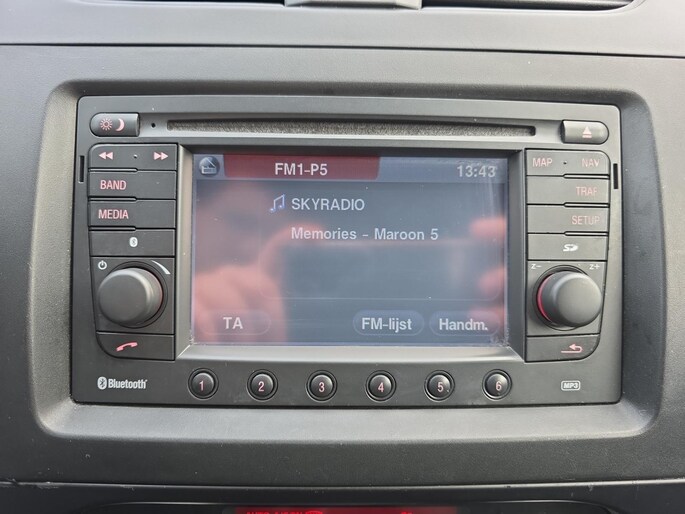 FM1-P5 13:43
MAP · NAV
BAND
TRAF
SKYRADIO
MEDIA
SETUP
Memories - Maroon 5
Z- Z+
TA FM-lijst Handm.
Bluetooth
1 2 3 4 5 6
MP3